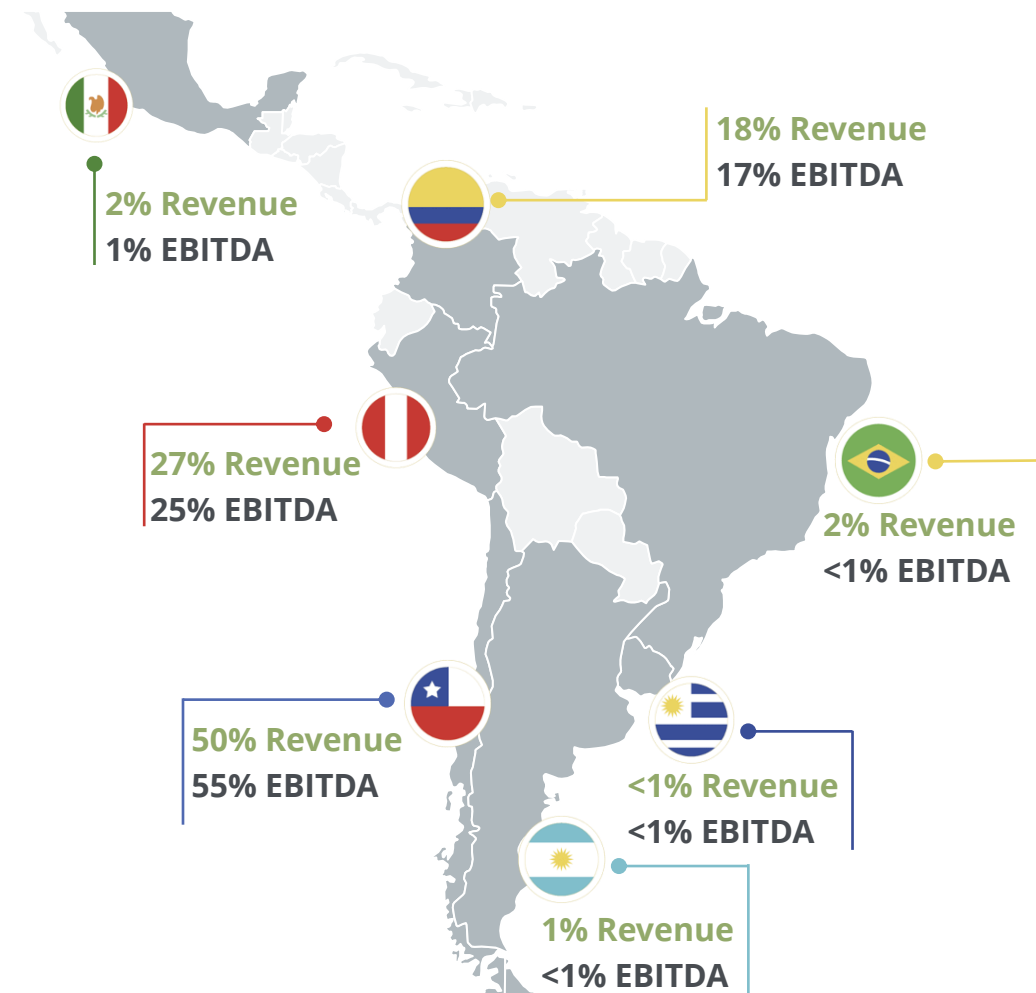 18% Revenue
17% EBITDA
2% Revenue
1% EBITDA
27% Revenue
25% EBITDA
2% Revenue
<1% EBITDA
50% Revenue
55% EBITDA
<1% Revenue
<1% EBITDA
1% Revenue
<1% EBITDA